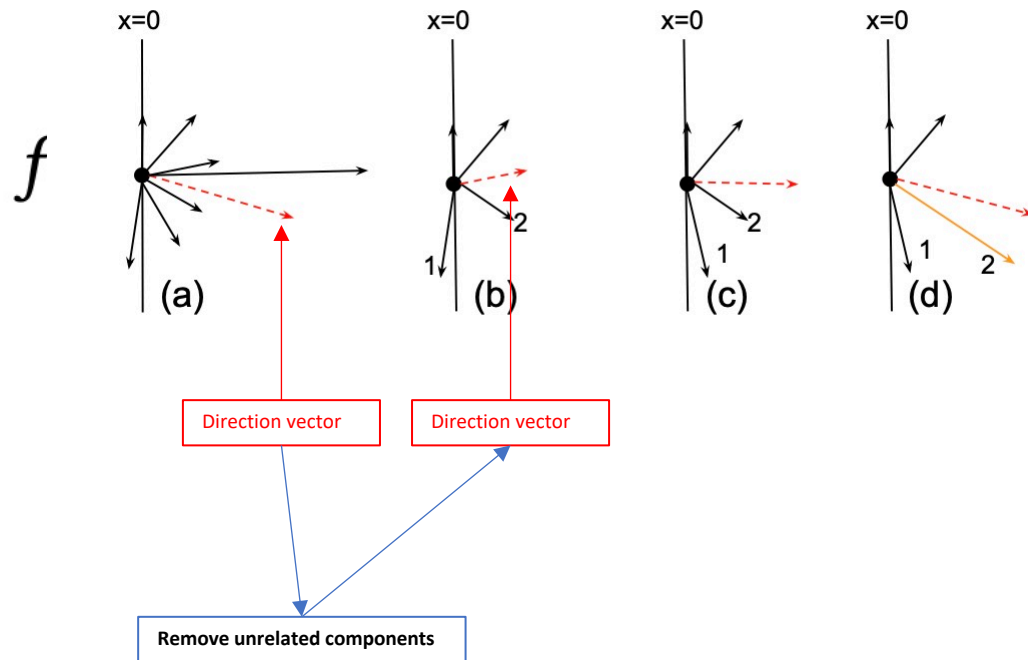 x=0 x=0 x=0 x=0
f
2 2
1 1 1 2
(a) (b) (c) (d)
Direction vector Direction vector
Remove unrelated components